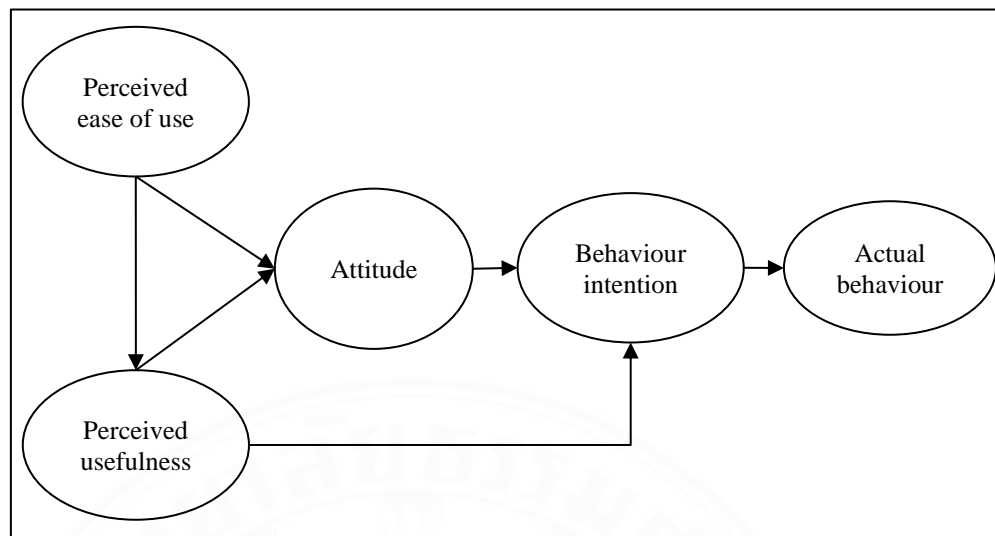 Perceived
ease of use
Attitude
Behaviour
intention
Actual
behaviour
Perceived
usefulness